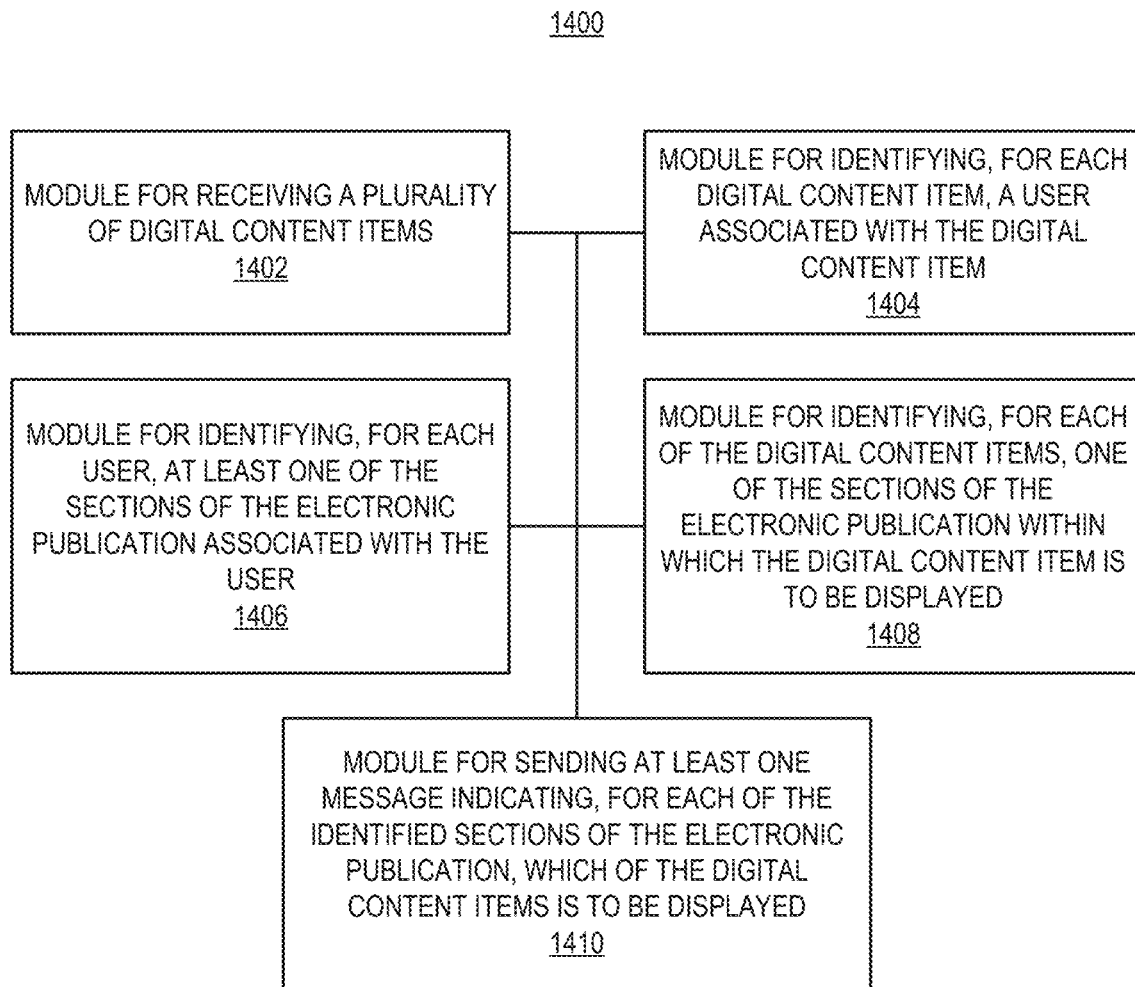 1400
MODULE FOR RECEIVING A PLURALITY
OF DIGITAL CONTENT ITEMS
1402
MODULE FOR IDENTIFYING, FOR EACH
DIGITAL CONTENT ITEM, A USER
ASSOCIATED WITH THE DIGITAL
CONTENT ITEM
1404
MODULE FOR IDENTIFYING, FOR EACH
USER, AT LEAST ONE OF THE
SECTIONS OF THE ELECTRONIC
PUBLICATION ASSOCIATED WITH THE
USER
1406
MODULE FOR IDENTIFYING, FOR EACH
OF THE DIGITAL CONTENT ITEMS, ONE
OF THE SECTIONS OF THE
ELECTRONIC PUBLICATION WITHIN
WHICH THE DIGITAL CONTENT ITEM IS
TO BE DISPLAYED
1408
MODULE FOR SENDING AT LEAST ONE
MESSAGE INDICATING, FOR EACH OF THE
IDENTIFIED SECTIONS OF THE ELECTRONIC
PUBLICATION, WHICH OF THE DIGITAL
CONTENT ITEMS IS TO BE DISPLAYED
1410